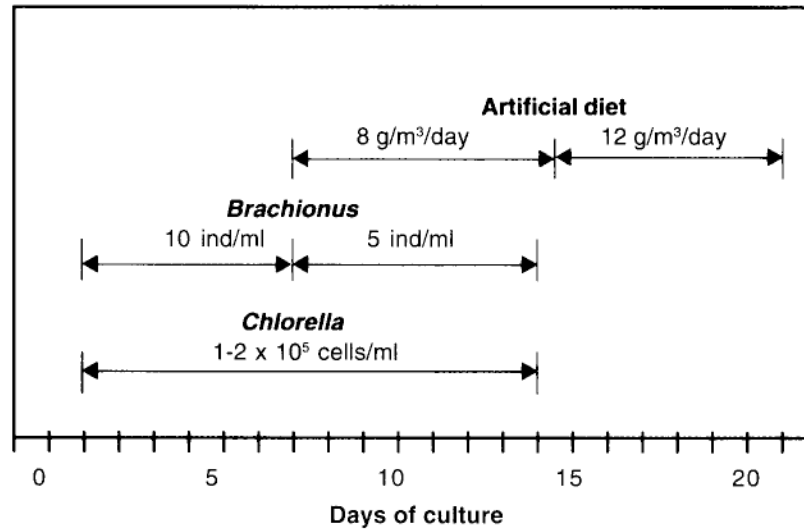 Artificial diet
8 g/m³/day 12 g/m³/day
Brachionus
10 ind/ml 5 ind/ml
Chlorella
1-2 x 10⁵ cells/ml
0 5 10 15 20
Days of culture